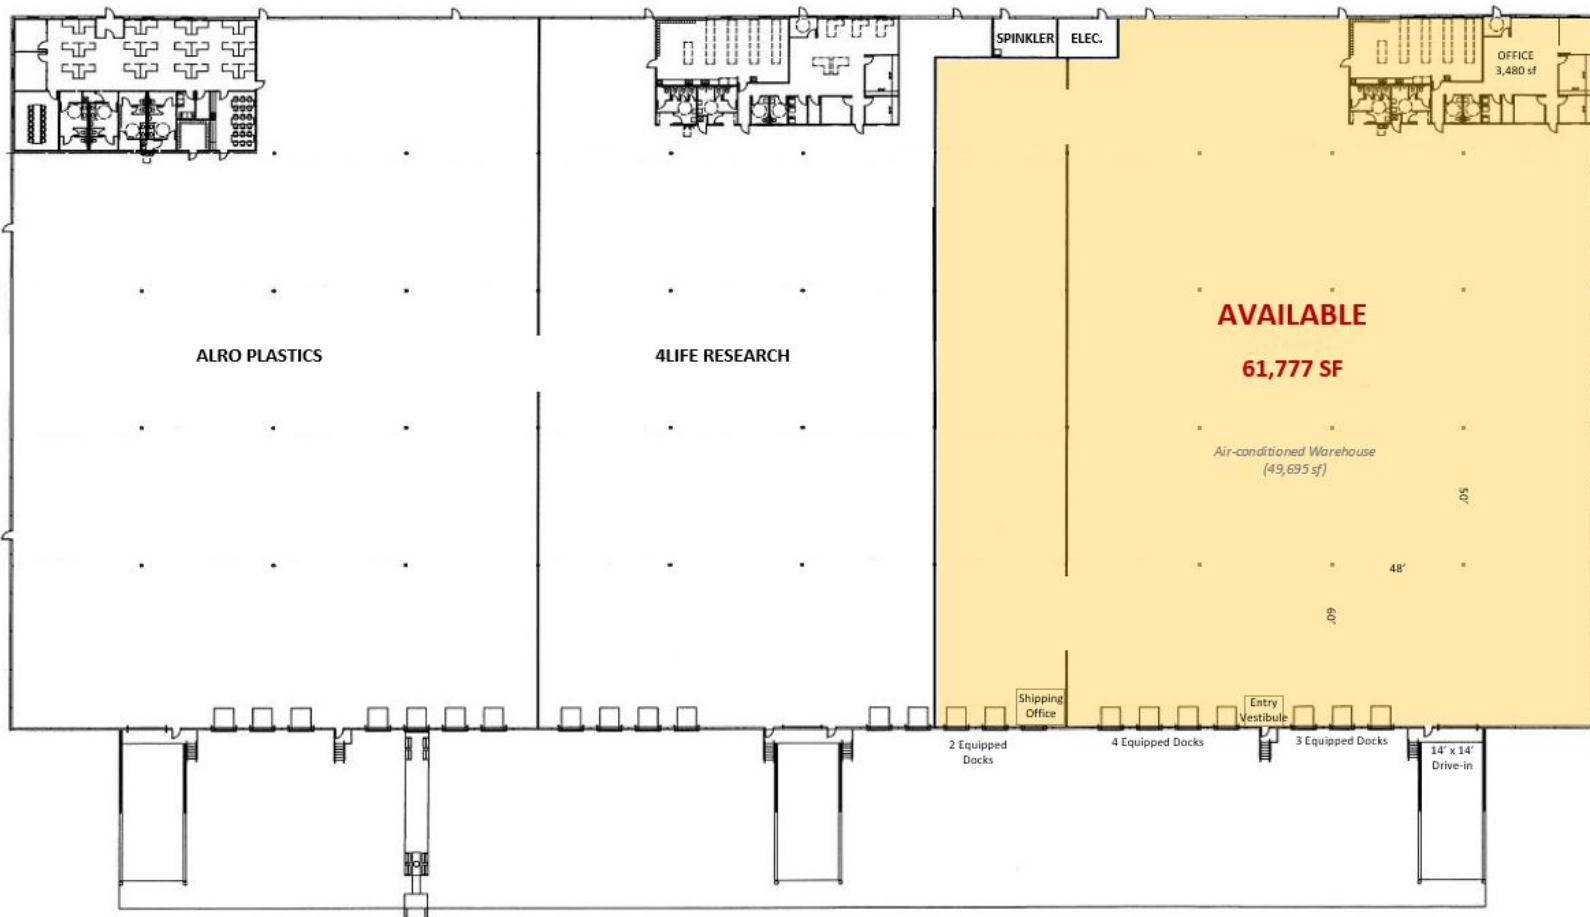 SPINKLER
ELEC.
OFFICE
3,480 sf
AVAILABLE
61,777 SF
ALRO PLASTICS
4LIFE RESEARCH
Air-conditioned Warehouse
(49,695 sf)
50'
48'
60'
Shipping
Office
Entry
Vestibule
2 Equipped
Docks
4 Equipped Docks
3 Equipped Docks
14' x 14'
Drive-in